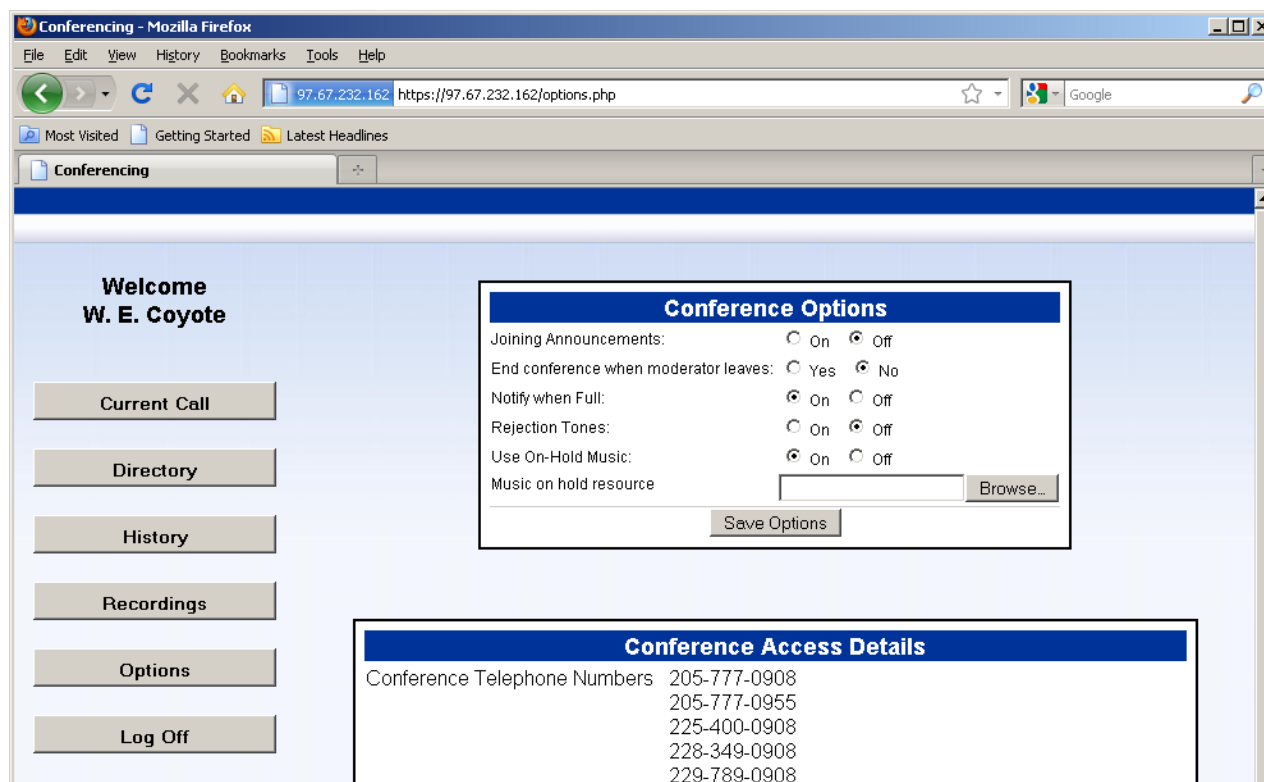 Conferencing - Mozilla Firefox
File Edit View History Bookmarks Tools Help
97.67.232.162 https://97.67.232.162/options.php Google
Most Visited Getting Started Latest Headlines
Conferencing
Welcome
W. E. Coyote
Current Call
Directory
History
Recordings
Options
Log Off
Conference Options
Joining Announcements: On Off
End conference when moderator leaves: Yes No
Notify when Full: On Off
Rejection Tones: On Off
Use On-Hold Music: On Off
Music on hold resource Browse...
Save Options
Conference Access Details
Conference Telephone Numbers 205-777-0908
205-777-0955
225-400-0908
228-349-0908
229-789-0908